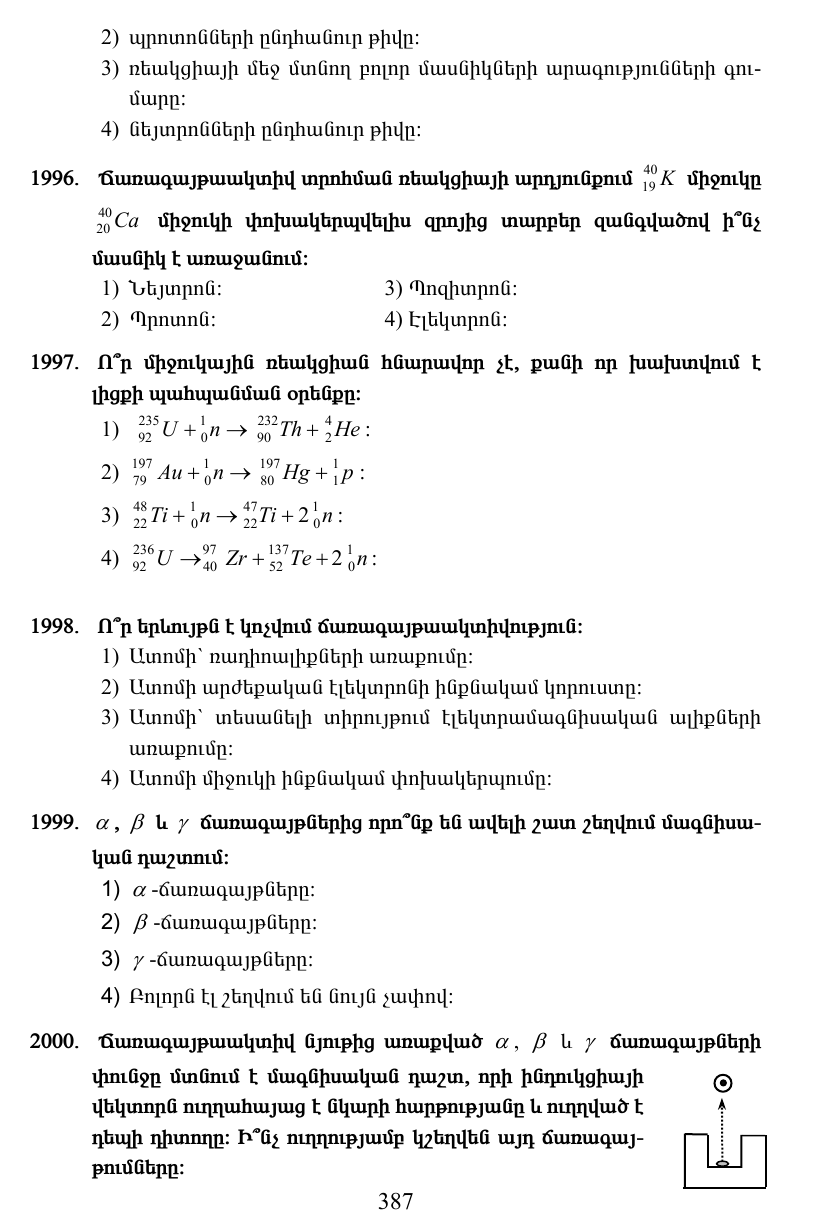 2) պրոտոնների ընդհանուր թիվը:
3) ռեակցիայի մեջ մտնող բոլոր մասնիկների արագությունների գու-
մարը:
4) նեյտրոնների ընդհանուր թիվը:
1996. Ճառագայթաակտիվ տրոհման ռեակցիայի արդյունքում ⁴⁰₁₉K միջուկը
⁴⁰₂₀Ca միջուկի փոխակերպվելիս զրոյից տարբեր զանգվածով ի՞նչ
մասնիկ է առաջանում:
1) Նեյտրոն: 3) Պոզիտրոն:
2) Պրոտոն: 4) Էլեկտրոն:
1997. Ո՞ր միջուկային ռեակցիան հնարավոր չէ, քանի որ խախտվում է
լիցքի պահպանման օրենքը:
1) ²³⁵₉₂U + ¹₀n → ²³²₉₀Th + ⁴₂He :
2) ¹⁹⁷₇₉Au + ¹₀n → ¹⁹⁷₈₀Hg + ¹₁p :
3) ⁴⁸₂₂Ti + ¹₀n → ⁴⁷₂₂Ti + 2 ¹₀n :
4) ²³⁶₉₂U → ⁹⁷₄₀Zr + ¹³⁷₅₂Te + 2 ¹₀n :
1998. Ո՞ր երևույթն է կոչվում ճառագայթաակտիվություն:
1) Ատոմի՝ ռադիոալիքների առաքումը:
2) Ատոմի արժեքական էլեկտրոնի ինքնակամ կորուստը:
3) Ատոմի՝ տեսանելի տիրույթում էլեկտրամագնիսական ալիքների
առաքումը:
4) Ատոմի միջուկի ինքնակամ փոխակերպումը:
1999. α, β և γ ճառագայթներից որո՞նք են ավելի շատ շեղվում մագնիսա-
կան դաշտում:
1) α -ճառագայթները:
2) β -ճառագայթները:
3) γ -ճառագայթները:
4) Բոլորն էլ շեղվում են նույն չափով:
2000. Ճառագայթաակտիվ նյութից առաքված α, β և γ ճառագայթների
փունջը մտնում է մագնիսական դաշտ, որի ինդուկցիայի
վեկտորն ուղղահայաց է նկարի հարթությանը և ուղղված է
դեպի դիտողը: Ի՞նչ ուղղությամբ կշեղվեն այդ ճառագայ-
թումները:
387